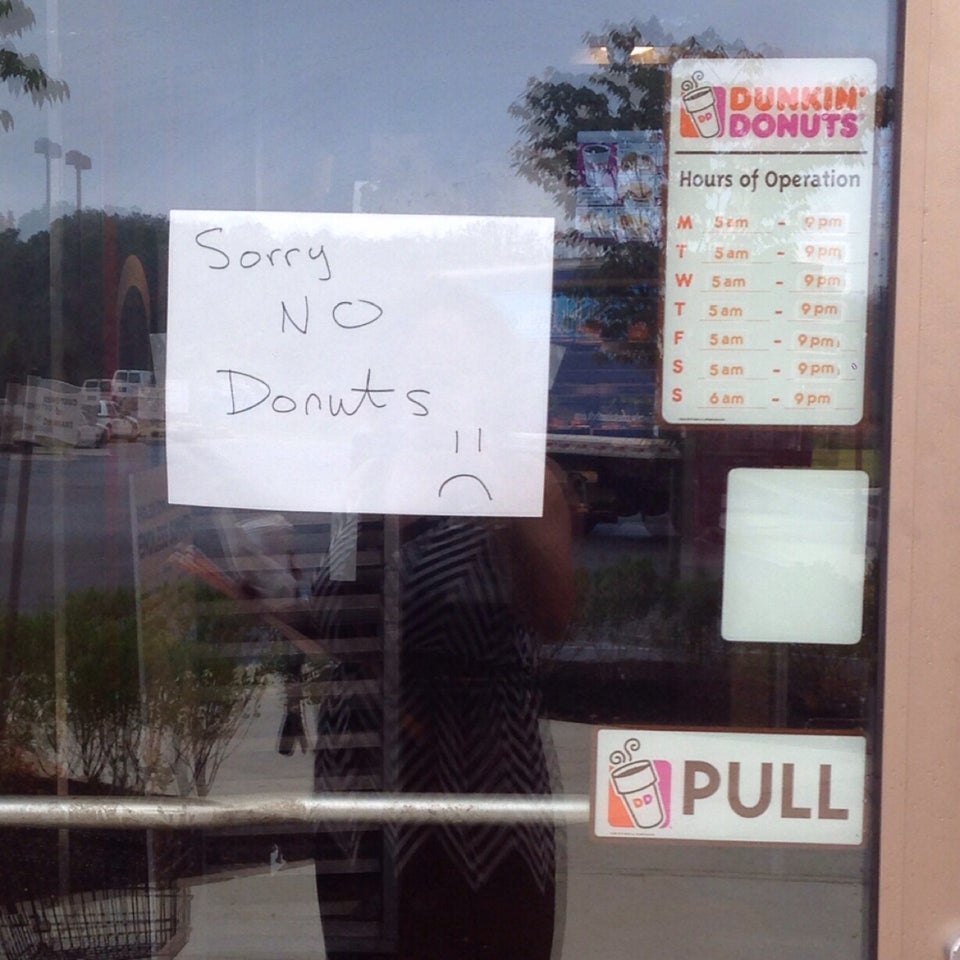 Sorry
NO
Donuts
DUNKIN'
DONUTS
Hours of Operation
M 5am - 9pm
T 5am - 9pm
W 5am - 9pm
T 5am - 9pm
F 5am - 9pm
S 5am - 9pm
S 6am - 9pm
DD
PULL